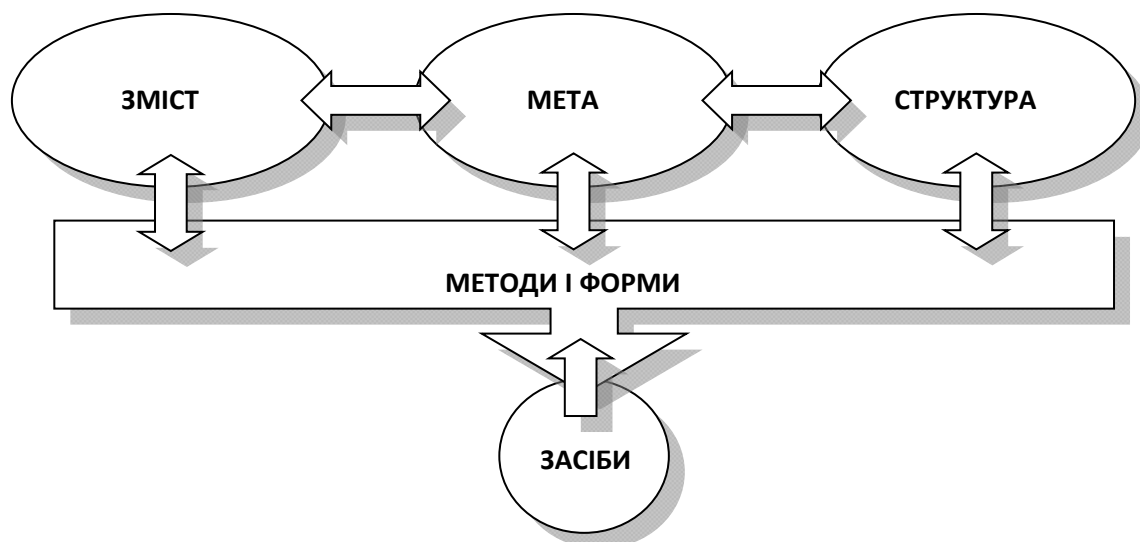 ЗМІСТ
МЕТА
СТРУКТУРА
МЕТОДИ І ФОРМИ
ЗАСІБИ